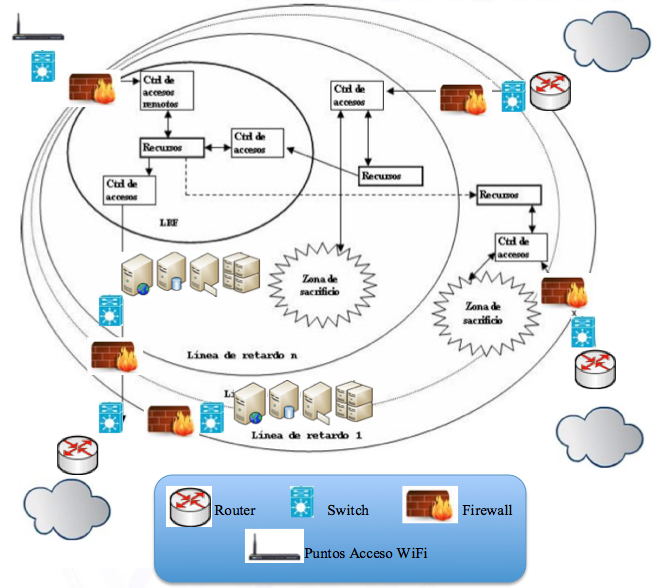 Ctrl de
accesos
remotos
Ctrl de
accesos
Recursos
Ctrl de
accesos
Recursos
Ctrl de
accesos
Recursos
LEF
Ctrl de
accesos
Zona de
sacrificio
Zona de
sacrificio
x
Línea de retardo n
Lí
Línea de retardo 1
Router
Switch
Firewall
Puntos Acceso WiFi